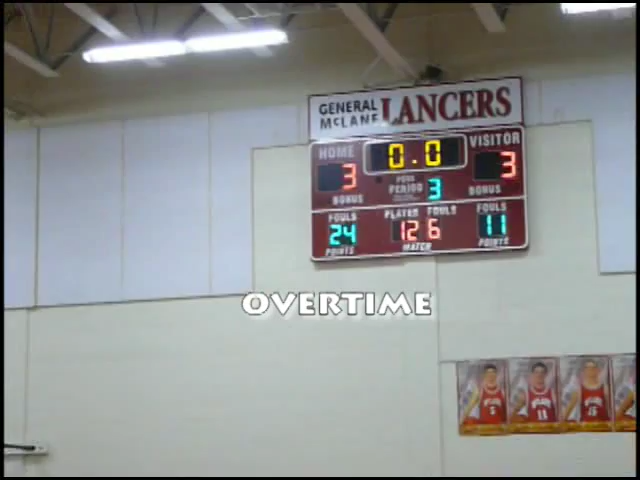 GENERAL
McLANE LANCERS
HOME 0.0 VISITOR
3 PERIOD 3 3
BONUS BONUS
FOULS PLAYER FOULS FOULS
24 12 6 11
POINTS MATCH POINTS
OVERTIME